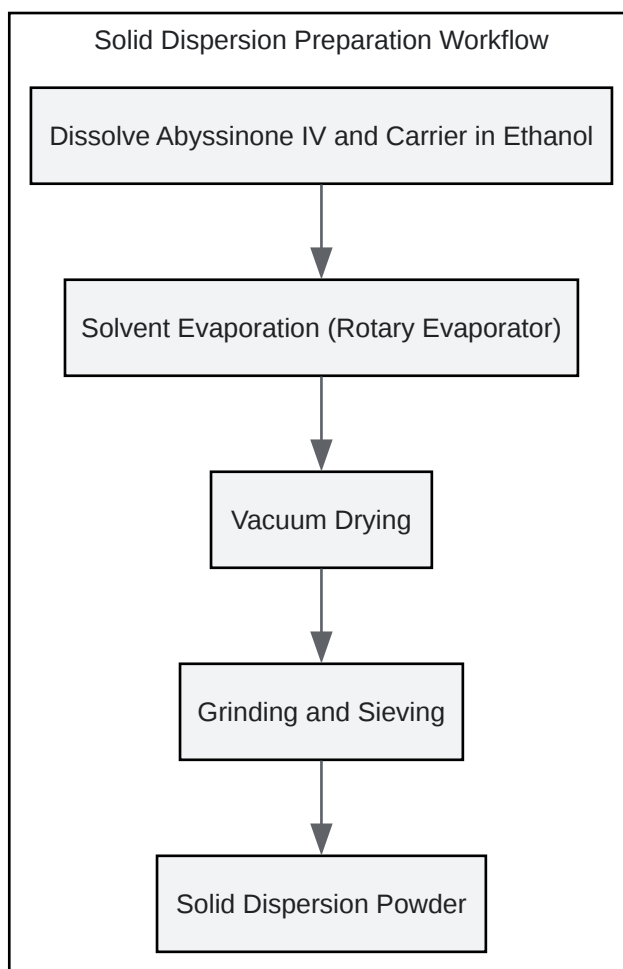 Solid Dispersion Preparation Workflow
Dissolve Abyssinone IV and Carrier in Ethanol
Solvent Evaporation (Rotary Evaporator)
Vacuum Drying
Grinding and Sieving
Solid Dispersion Powder